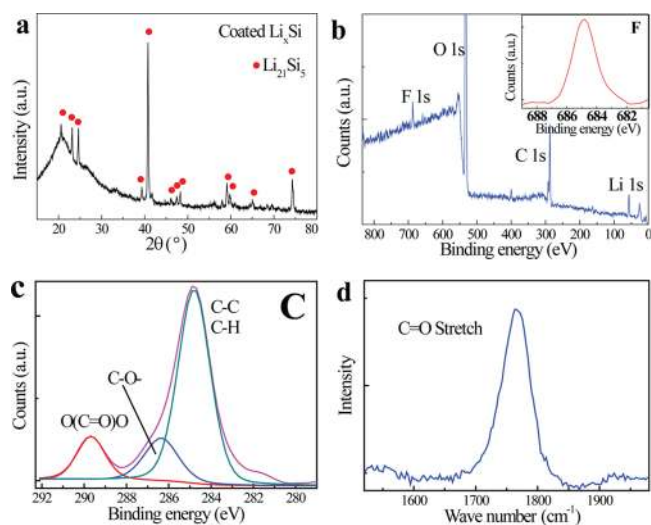 a
Coated LiₓSi
Li₂₁Si₅
Intensity (a.u.)
20 30 40 50 60 70 80
2θ (°)
b
O 1s
F 1s
C 1s
Li 1s
Counts (a.u.)
800 700 600 500 400 300 200 100 0
Binding energy (eV)
F
Counts (a.u.)
688 686 684 682
Binding energy (eV)
c
C
C-C
C-H
C-O-
O(C=O)O
Counts (a.u.)
292 290 288 286 284 282 280
Binding energy (eV)
d
C=O Stretch
Intensity
1600 1700 1800 1900
Wave number (cm⁻¹)